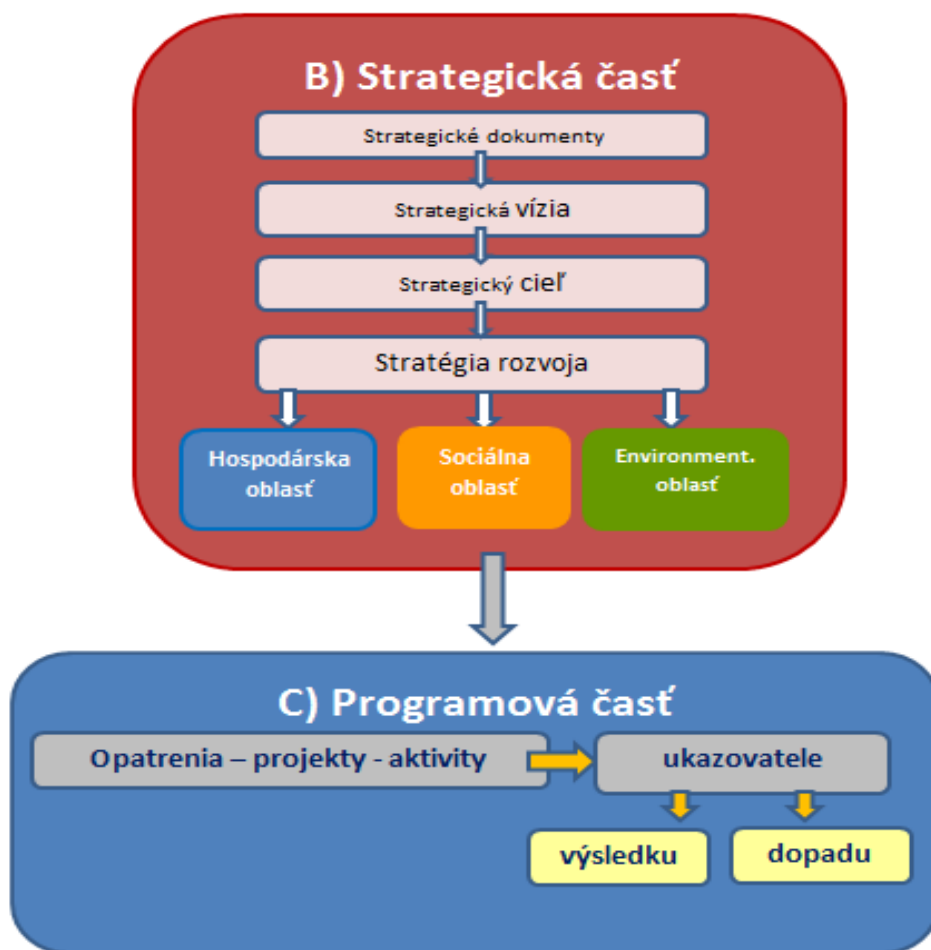 B) Strategická časť
Strategické dokumenty
Strategická vízia
Strategický cieľ
Stratégia rozvoja
Hospodárska
oblasť
Sociálna
oblasť
Environment.
oblasť
C) Programová časť
Opatrenia – projekty - aktivity
ukazovatele
výsledku
dopadu